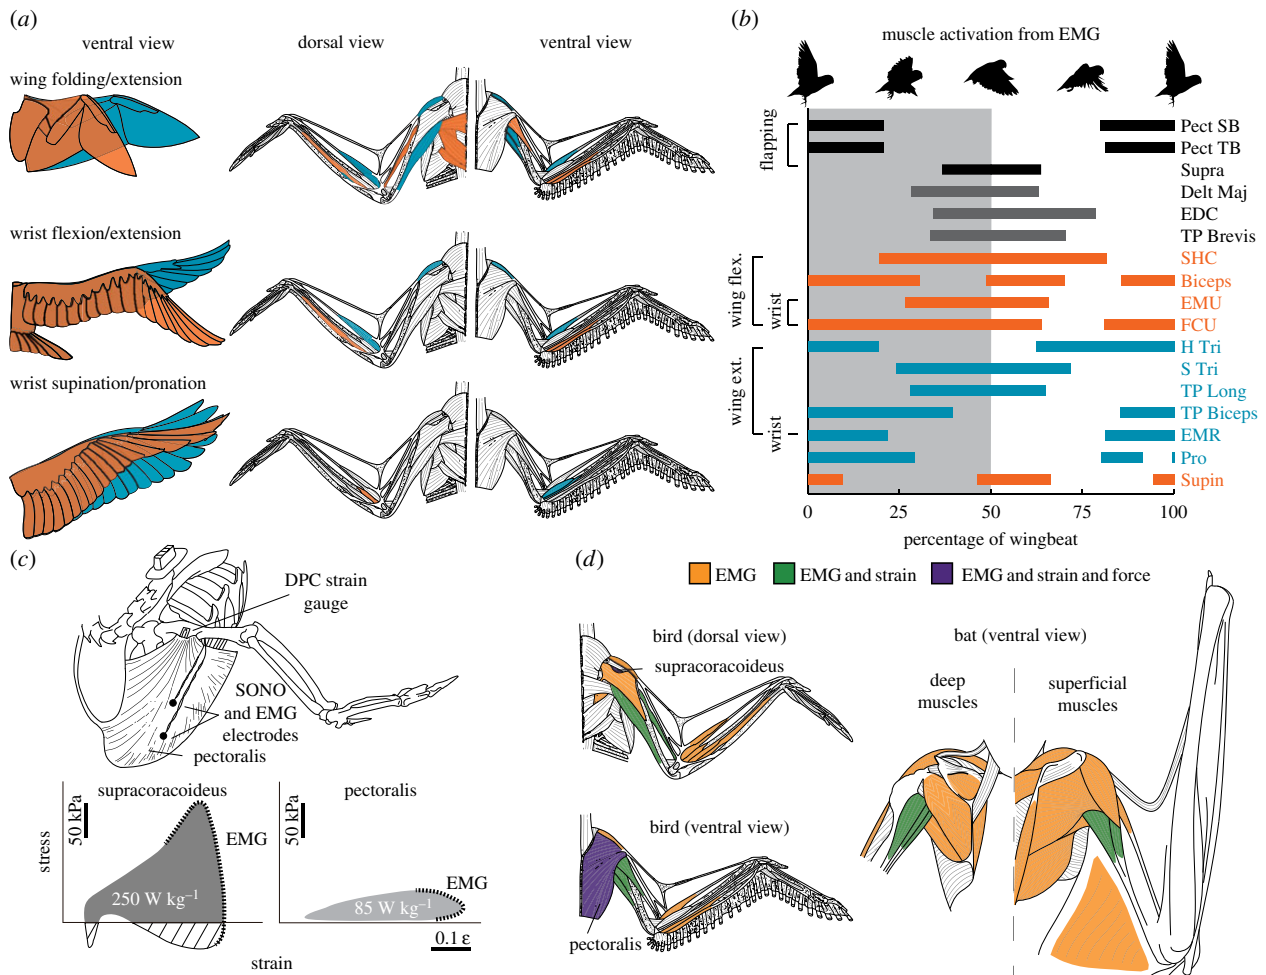 (a)
ventral view
dorsal view
ventral view
wing folding/extension
wrist flexion/extension
wrist supination/pronation
(b)
muscle activation from EMG
flapping
wing flex.
wrist
wing ext.
wrist
Pect SB
Pect TB
Supra
Delt Maj
EDC
TP Brevis
SHC
Biceps
EMU
FCU
H Tri
S Tri
TP Long
TP Biceps
EMR
Pro
Supin
0
25
50
75
100
percentage of wingbeat
(c)
DPC strain
gauge
SONO
and EMG
electrodes
pectoralis
supracoracoideus
50 kPa
EMG
250 W kg⁻¹
stress
pectoralis
50 kPa
EMG
85 W kg⁻¹
0.1 ε
strain
(d)
EMG
EMG and strain
EMG and strain and force
bird (dorsal view)
supracoracoideus
bird (ventral view)
pectoralis
bat (ventral view)
deep
muscles
superficial
muscles